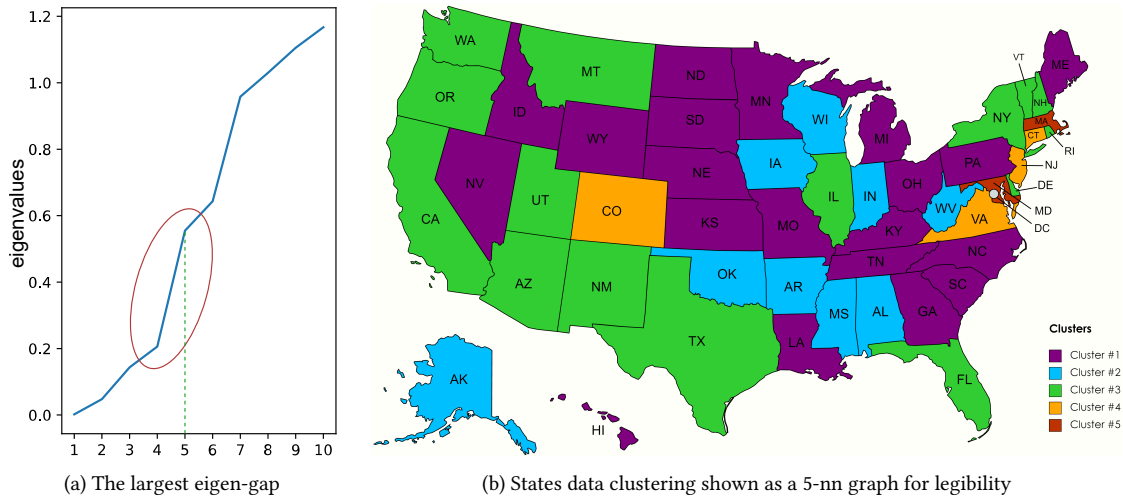 1.2
1.0
0.8
0.6
0.4
0.2
0.0
eigenvalues
1 2 3 4 5 6 7 8 9 10
(a) The largest eigen-gap
WA
MT
ND
MN
ME
VT
OR
ID
SD
WI
NH
NY
MA
WY
MI
CT
RI
IA
PA
NE
NJ
NV
OH
UT
IL
IN
DE
CA
CO
WV
MD
VA
KS
MO
DC
KY
NC
TN
OK
AZ
NM
AR
SC
MS
AL
GA
TX
LA
AK
FL
HI
Clusters
Cluster #1
Cluster #2
Cluster #3
Cluster #4
Cluster #5
(b) States data clustering shown as a 5-nn graph for legibility